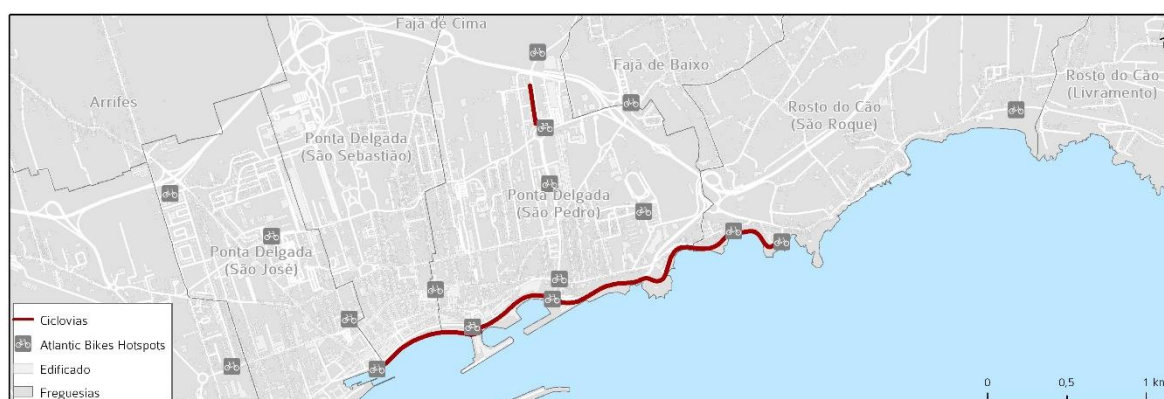 Fajã de Cima
Fajã de Baixo
Rosto do Cão
(Livramento)
Arrifes
Rosto do Cão
(São Roque)
Ponta Delgada
(São Sebastião)
Ponta Delgada
(São Pedro)
Ponta Delgada
(São José)
Ciclovias
Atlantic Bikes Hotspots
Edificado
Freguesias
0 0,5 1 km